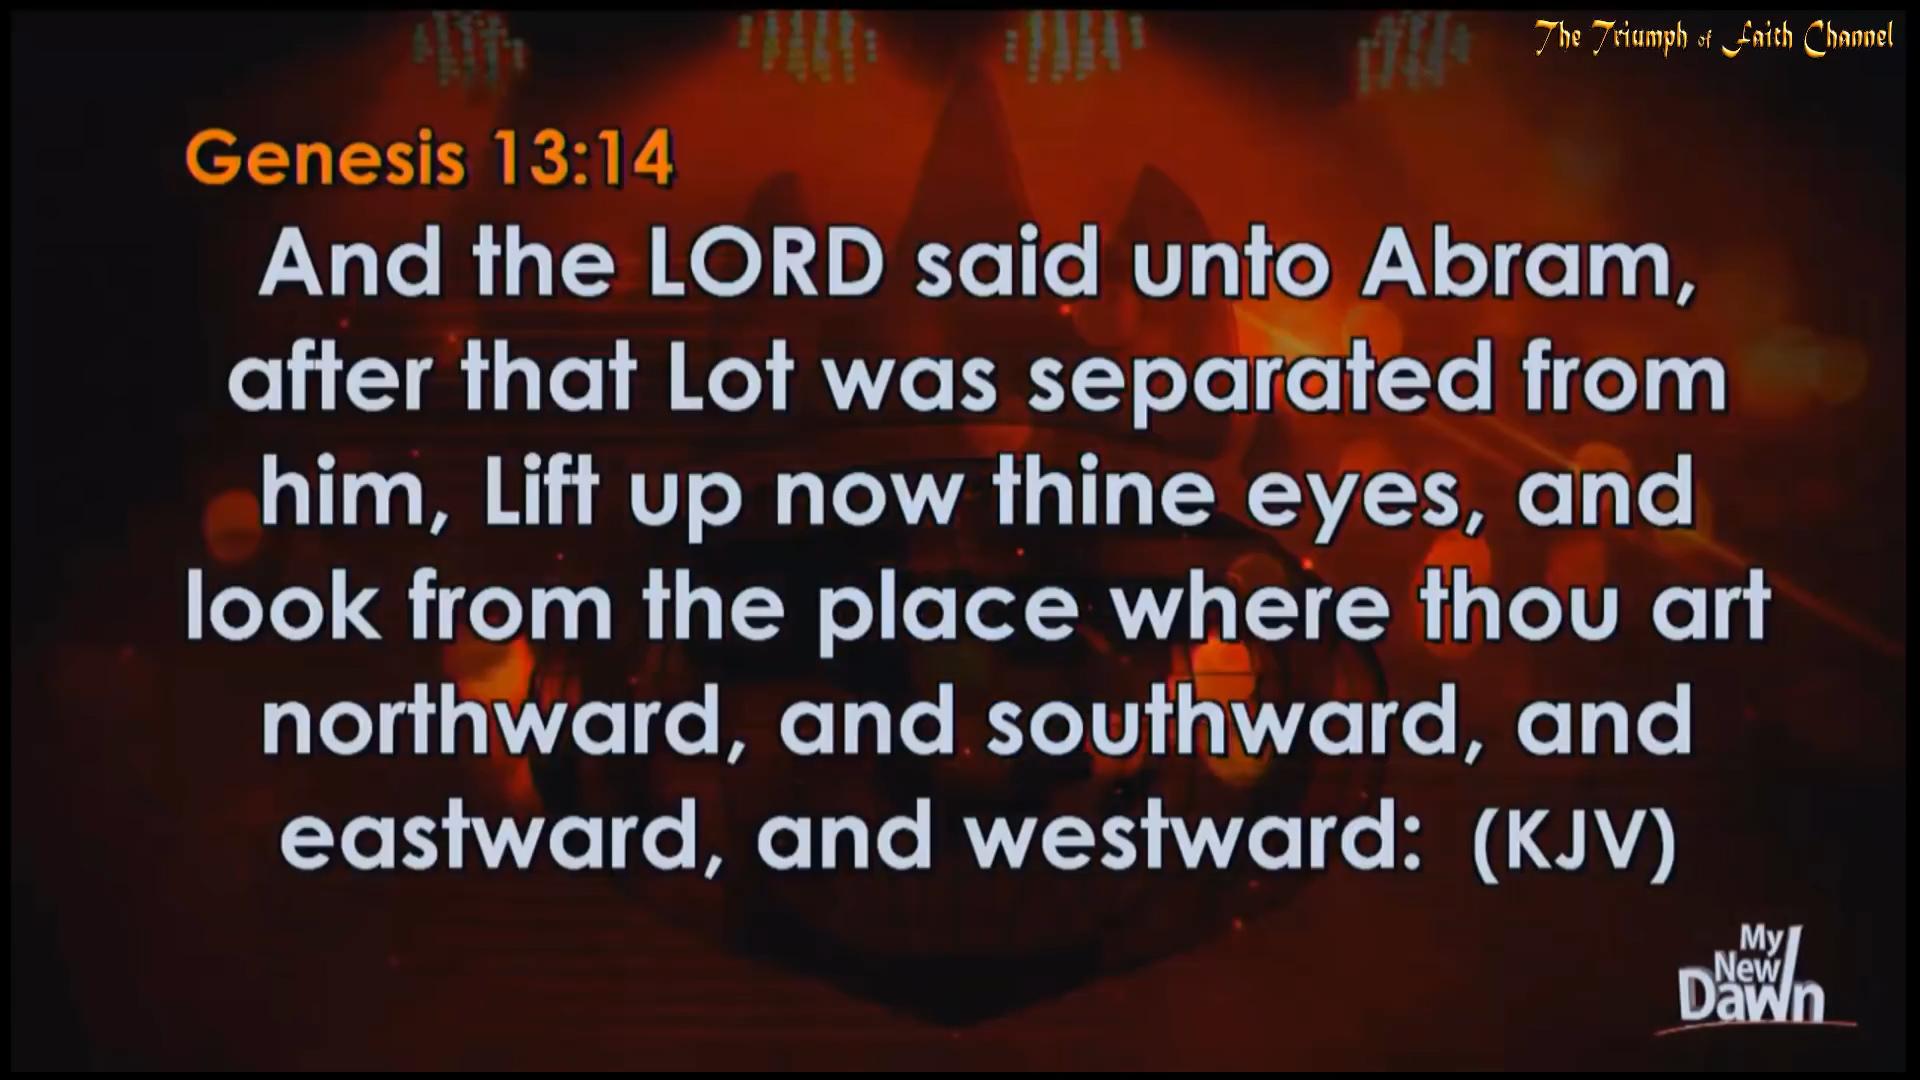 The Triumph of Faith Channel
Genesis 13:14
And the LORD said unto Abram,
after that Lot was separated from
him, Lift up now thine eyes, and
look from the place where thou art
northward, and southward, and
eastward, and westward: (KJV)
My
New
Dawn